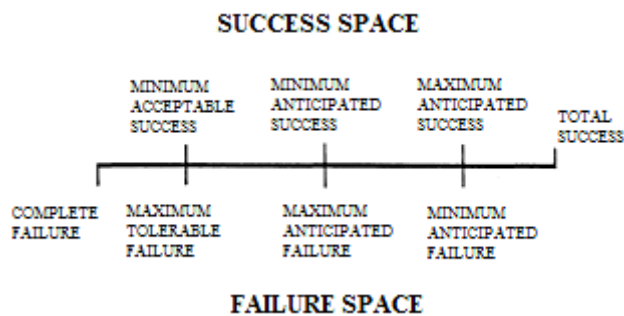 SUCCESS SPACE
MINIMUM
ACCEPTABLE
SUCCESS
MINIMUM
ANTICIPATED
SUCCESS
MAXIMUM
ANTICIPATED
SUCCESS
TOTAL
SUCCESS
COMPLETE
FAILURE
MAXIMUM
TOLERABLE
FAILURE
MAXIMUM
ANTICIPATED
FAILURE
MINIMUM
ANTICIPATED
FAILURE
FAILURE SPACE